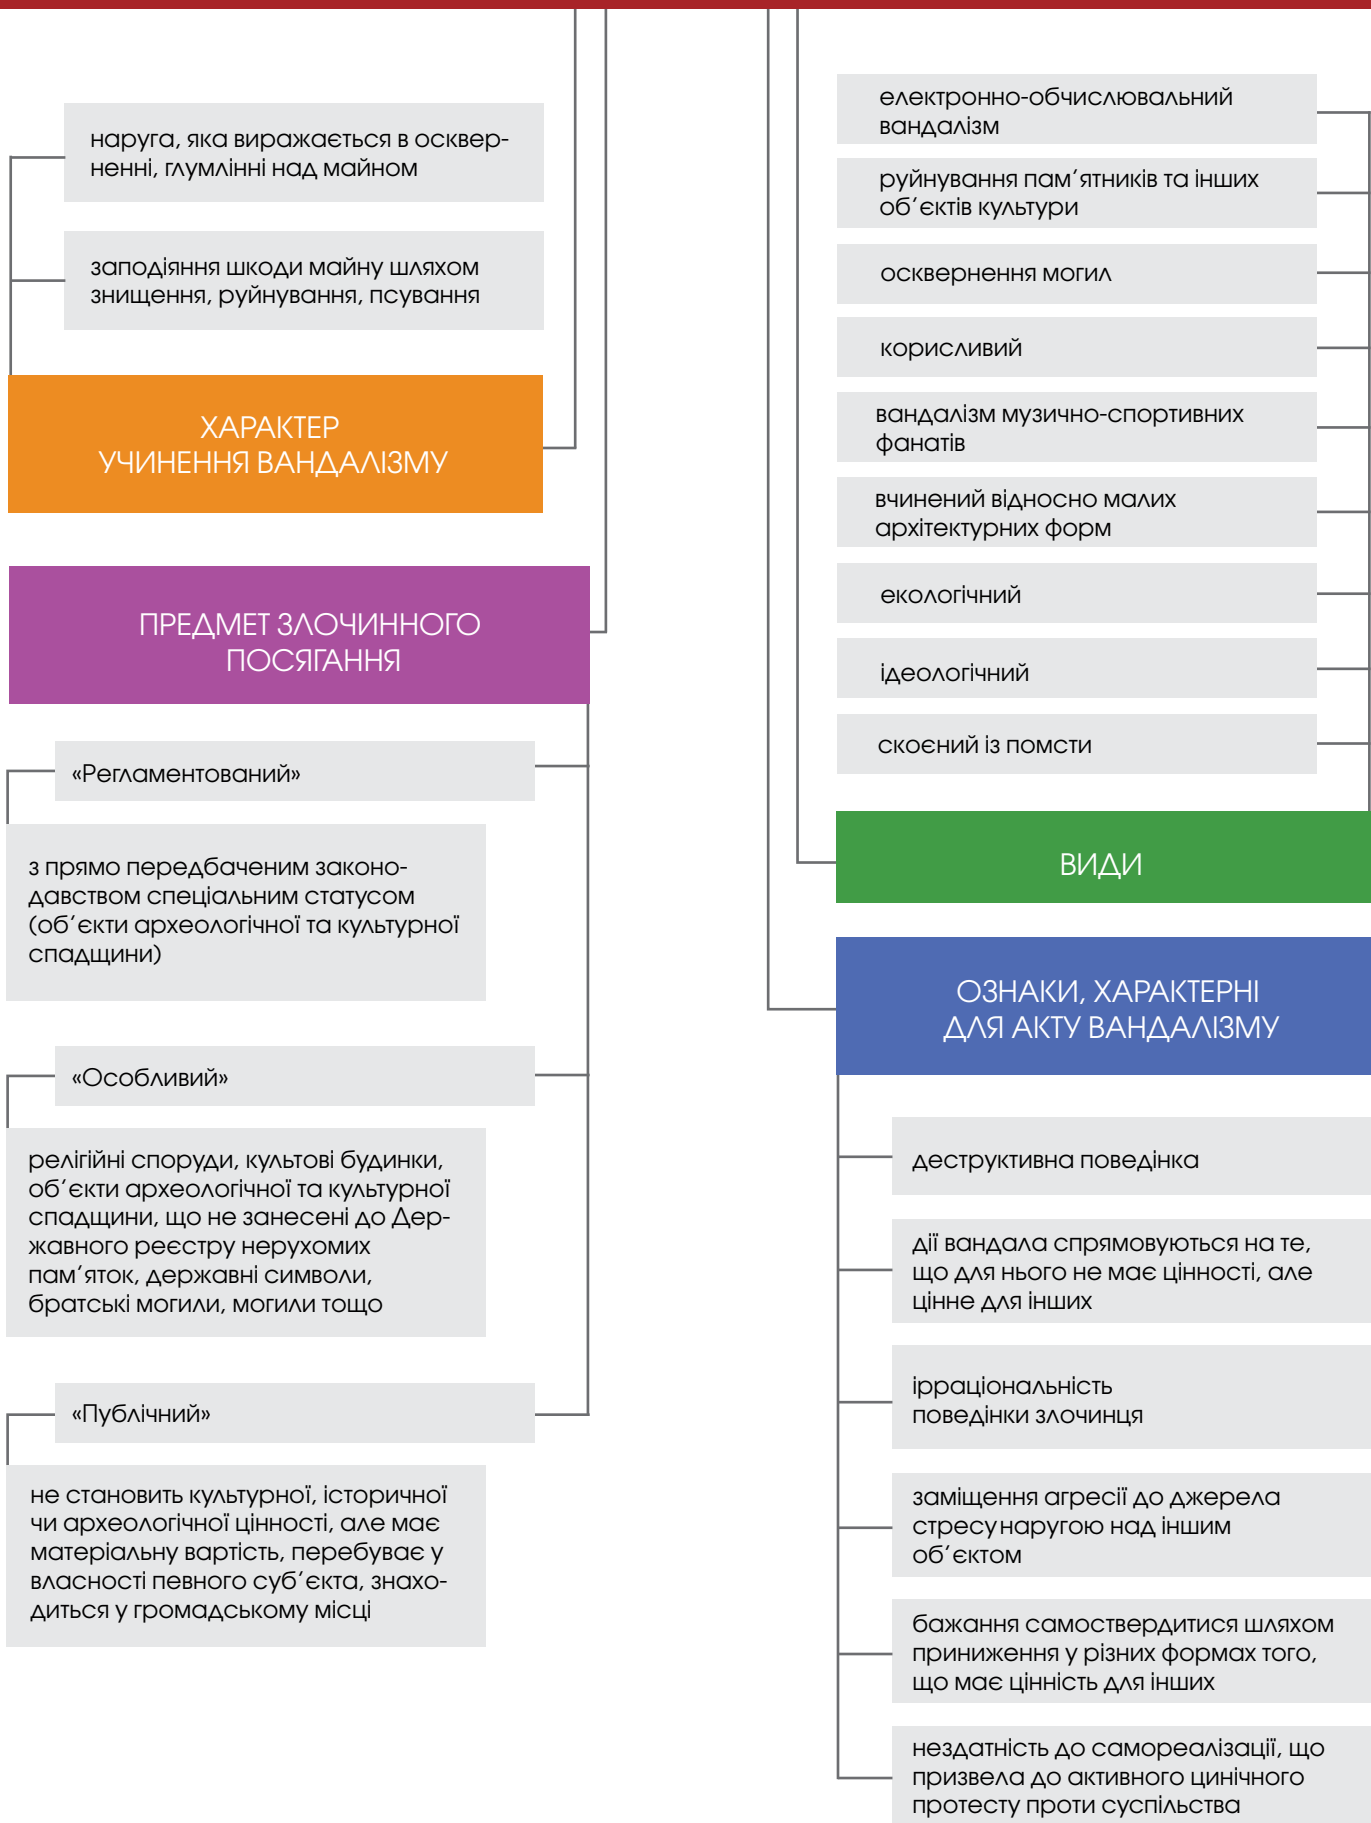 наруга, яка виражається в осквер-
ненні, глумлінні над майном
заподіяння шкоди майну шляхом
знищення, руйнування, псування
ХАРАКТЕР
УЧИНЕННЯ ВАНДАЛІЗМУ
ПРЕДМЕТ ЗЛОЧИННОГО
ПОСЯГАННЯ
«Регламентований»
з прямо передбаченим законо-
давством спеціальним статусом
(об’єкти археологічної та культурної
спадщини)
«Особливий»
релігійні споруди, культові будинки,
об’єкти археологічної та культурної
спадщини, що не занесені до Дер-
жавного реєстру нерухомих
пам’яток, державні символи,
братські могили, могили тощо
«Публічний»
не становить культурної, історичної
чи археологічної цінності, але має
матеріальну вартість, перебуває у
власності певного суб’єкта, знахо-
диться у громадському місці
електронно-обчислювальний
вандалізм
руйнування пам’ятників та інших
об’єктів культури
осквернення могил
корисливий
вандалізм музично-спортивних
фанатів
вчинений відносно малих
архітектурних форм
екологічний
ідеологічний
скоєний із помсти
ВИДИ
ОЗНАКИ, ХАРАКТЕРНІ
ДЛЯ АКТУ ВАНДАЛІЗМУ
деструктивна поведінка
дії вандала спрямовуються на те,
що для нього не має цінності, але
цінне для інших
ірраціональність
поведінки злочинця
заміщення агресії до джерела
стресу наругою над іншим
об’єктом
бажання самоствердитися шляхом
приниження у різних формах того,
що має цінність для інших
нездатність до самореалізації, що
призвела до активного цинічного
протесту проти суспільства